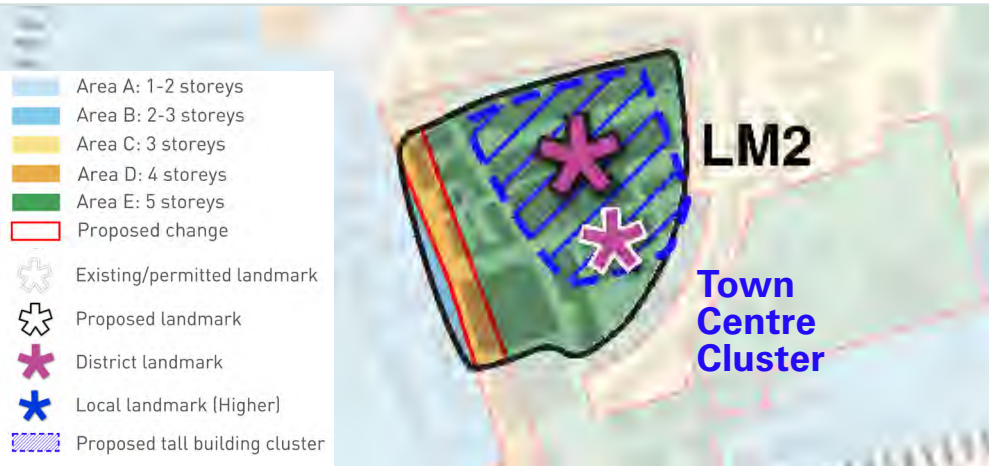 Area A: 1-2 storeys
Area B: 2-3 storeys
Area C: 3 storeys
Area D: 4 storeys
Area E: 5 storeys
Proposed change
Existing/permitted landmark
Proposed landmark
District landmark
Local landmark (Higher)
Proposed tall building cluster
LM2
Town
Centre
Cluster